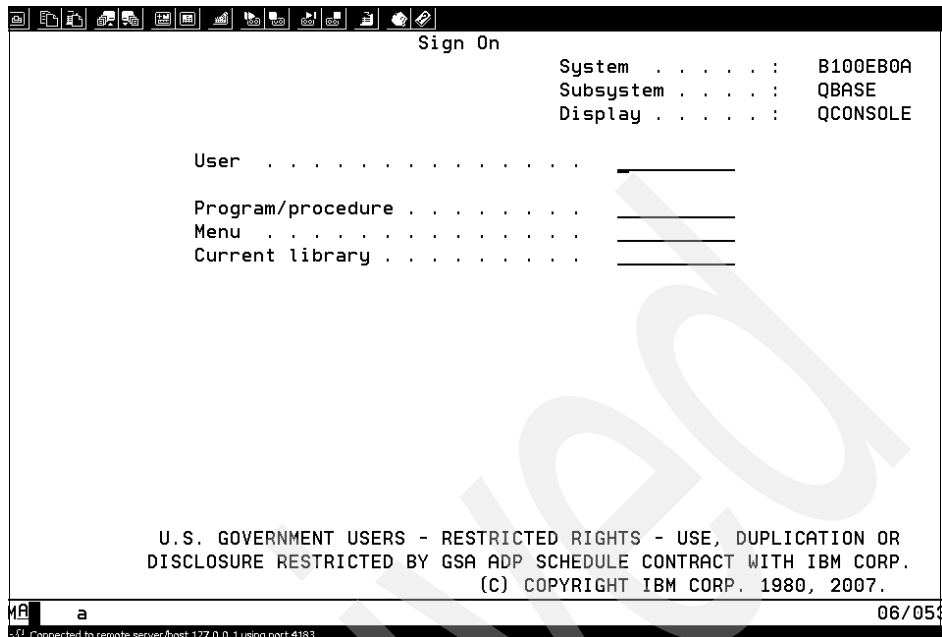 Sign On
System . . . . . : B100EB0A
Subsystem . . . . : QBASE
Display . . . . . : QCONSOLE
User . . . . . . . . . . . . . .
Program/procedure . . . . . . . .
Menu . . . . . . . . . . . . . .
Current library . . . . . . . . .
U.S. GOVERNMENT USERS - RESTRICTED RIGHTS - USE, DUPLICATION OR
DISCLOSURE RESTRICTED BY GSA ADP SCHEDULE CONTRACT WITH IBM CORP.
(C) COPYRIGHT IBM CORP. 1980, 2007.
MA a 06/053
Connected to remote server/host 127.0.0.1 using port 4183